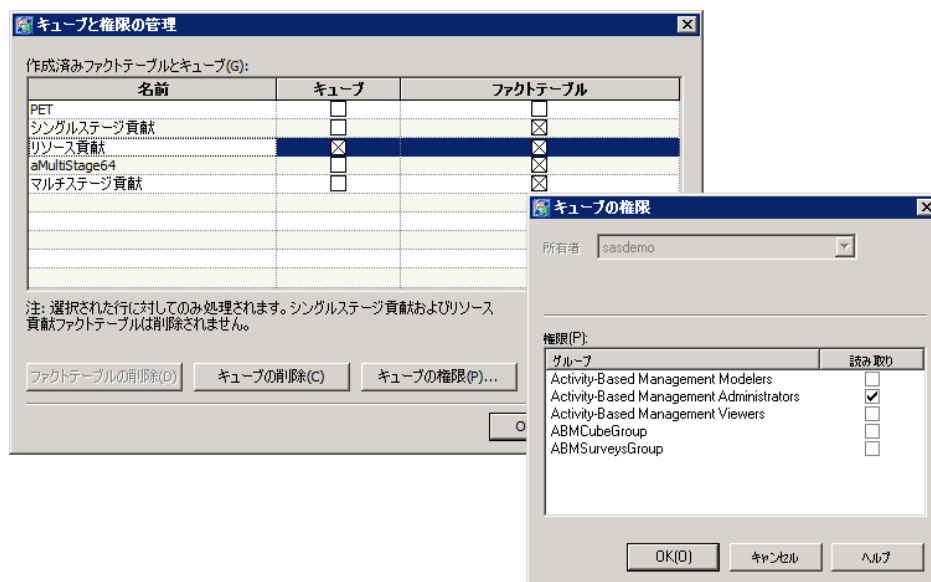 キューブと権限の管理
作成済みファクトテーブルとキューブ(G):
名前 キューブ ファクトテーブル
PET
シングルステージ貢献
リソース貢献
aMultiStage64
マルチステージ貢献
注: 選択された行に対してのみ処理されます。シングルステージ貢献およびリソース
貢献ファクトテーブルは削除されません。
ファクトテーブルの削除(D) キューブの削除(C) キューブの権限(P)...
O
キューブの権限
所有者 sasdemo
権限(P):
グループ 読み取り
Activity-Based Management Modelers
Activity-Based Management Administrators
Activity-Based Management Viewers
ABMCubeGroup
ABMSurveysGroup
OK(O) キャンセル ヘルプ